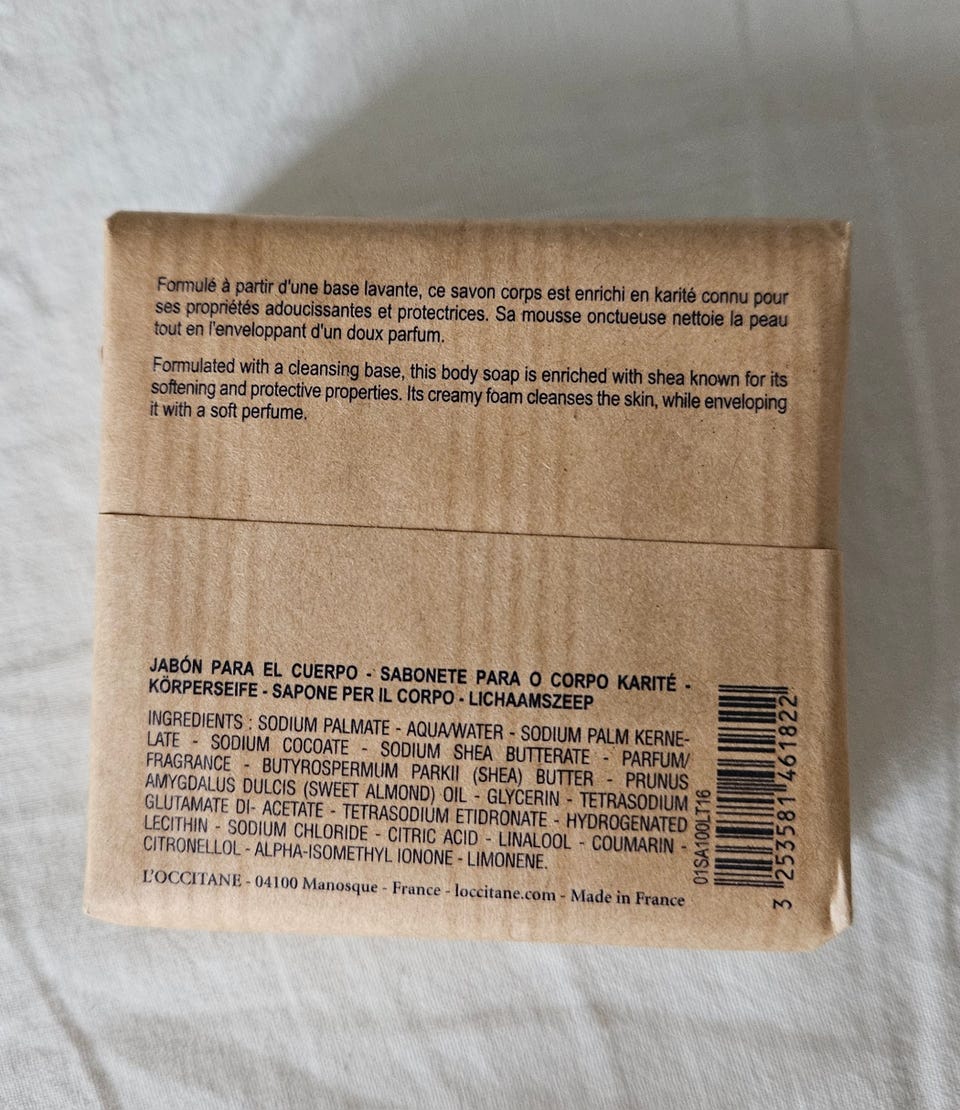 Formulé à partir d'une base lavante, ce savon corps est enrichi en karité connu pour
ses propriétés adoucissantes et protectrices. Sa mousse onctueuse nettoie la peau
tout en l'enveloppant d'un doux parfum.
Formulated with a cleansing base, this body soap is enriched with shea known for its
softening and protective properties. Its creamy foam cleanses the skin, while enveloping
it with a soft perfume.
JABÓN PARA EL CUERPO - SABONETE PARA O CORPO KARITÉ -
KÖRPERSEIFE - SAPONE PER IL CORPO - LICHAAMSZEEP
INGREDIENTS : SODIUM PALMATE - AQUA/WATER - SODIUM PALM KERNE-
LATE - SODIUM COCOATE - SODIUM SHEA BUTTERATE - PARFUM/
FRAGRANCE - BUTYROSPERMUM PARKII (SHEA) BUTTER - PRUNUS
AMYGDALUS DULCIS (SWEET ALMOND) OIL - GLYCERIN - TETRASODIUM
GLUTAMATE DI- ACETATE - TETRASODIUM ETIDRONATE - HYDROGENATED
LECITHIN - SODIUM CHLORIDE - CITRIC ACID - LINALOOL - COUMARIN -
CITRONELLOL - ALPHA-ISOMETHYL IONONE - LIMONENE.
L'OCCITANE - 04100 Manosque - France - loccitane.com - Made in France
01SA100LT16
3 253581 461822